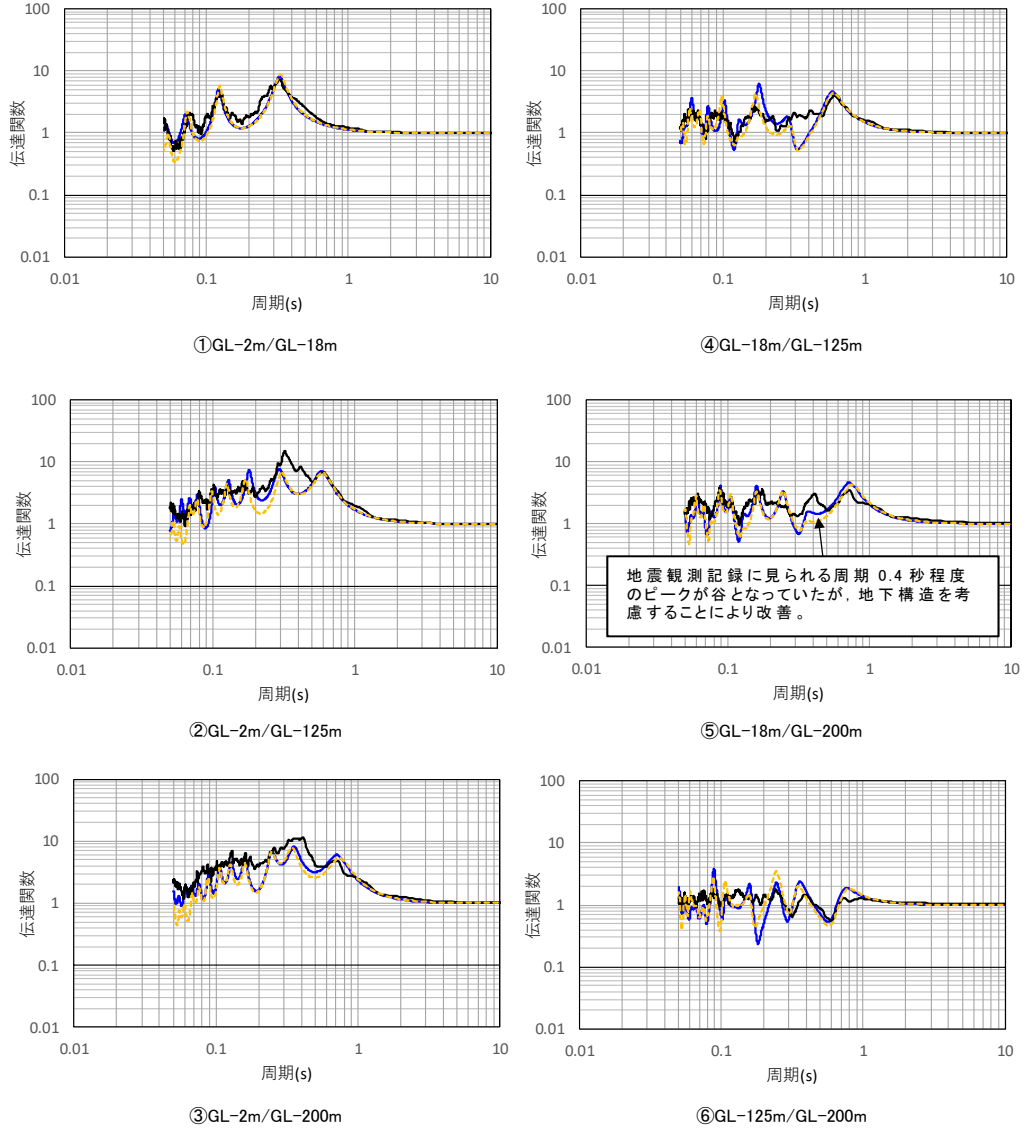 100
10
1
0.1
0.01
伝達関数
0.01
0.1
1
10
周期(s)
①GL-2m/GL-18m
100
10
1
0.1
0.01
伝達関数
0.01
0.1
1
10
周期(s)
④GL-18m/GL-125m
100
10
1
0.1
0.01
伝達関数
0.01
0.1
1
10
周期(s)
②GL-2m/GL-125m
100
10
1
0.1
0.01
伝達関数
地震観測記録に見られる周期 0.4 秒程度
のピークが谷となっていたが，地下構造を考
慮することにより改善。
0.01
0.1
1
10
周期(s)
⑤GL-18m/GL-200m
100
10
1
0.1
0.01
伝達関数
0.01
0.1
1
10
周期(s)
③GL-2m/GL-200m
100
10
1
0.1
0.01
伝達関数
0.01
0.1
1
10
周期(s)
⑥GL-125m/GL-200m